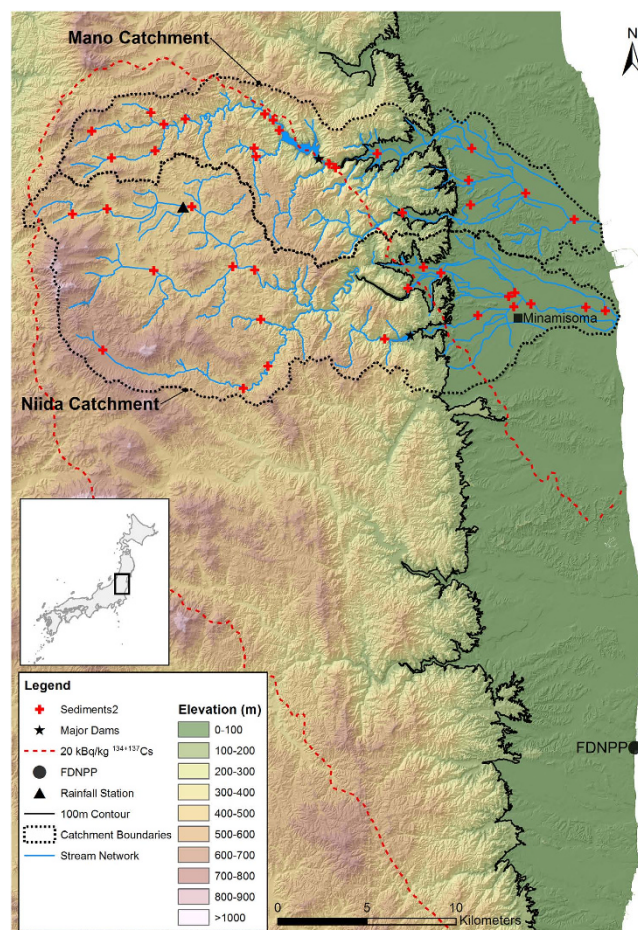 Mano Catchment
N
Minamisoma
Niida Catchment
FDNPP
Legend
Sediments2
Major Dams
20 kBq/kg ¹³⁴⁺¹³⁷Cs
FDNPP
Rainfall Station
100m Contour
Catchment Boundaries
Stream Network
Elevation (m)
0-100
100-200
200-300
300-400
400-500
500-600
600-700
700-800
800-900
>1000
0 5 10
Kilometers